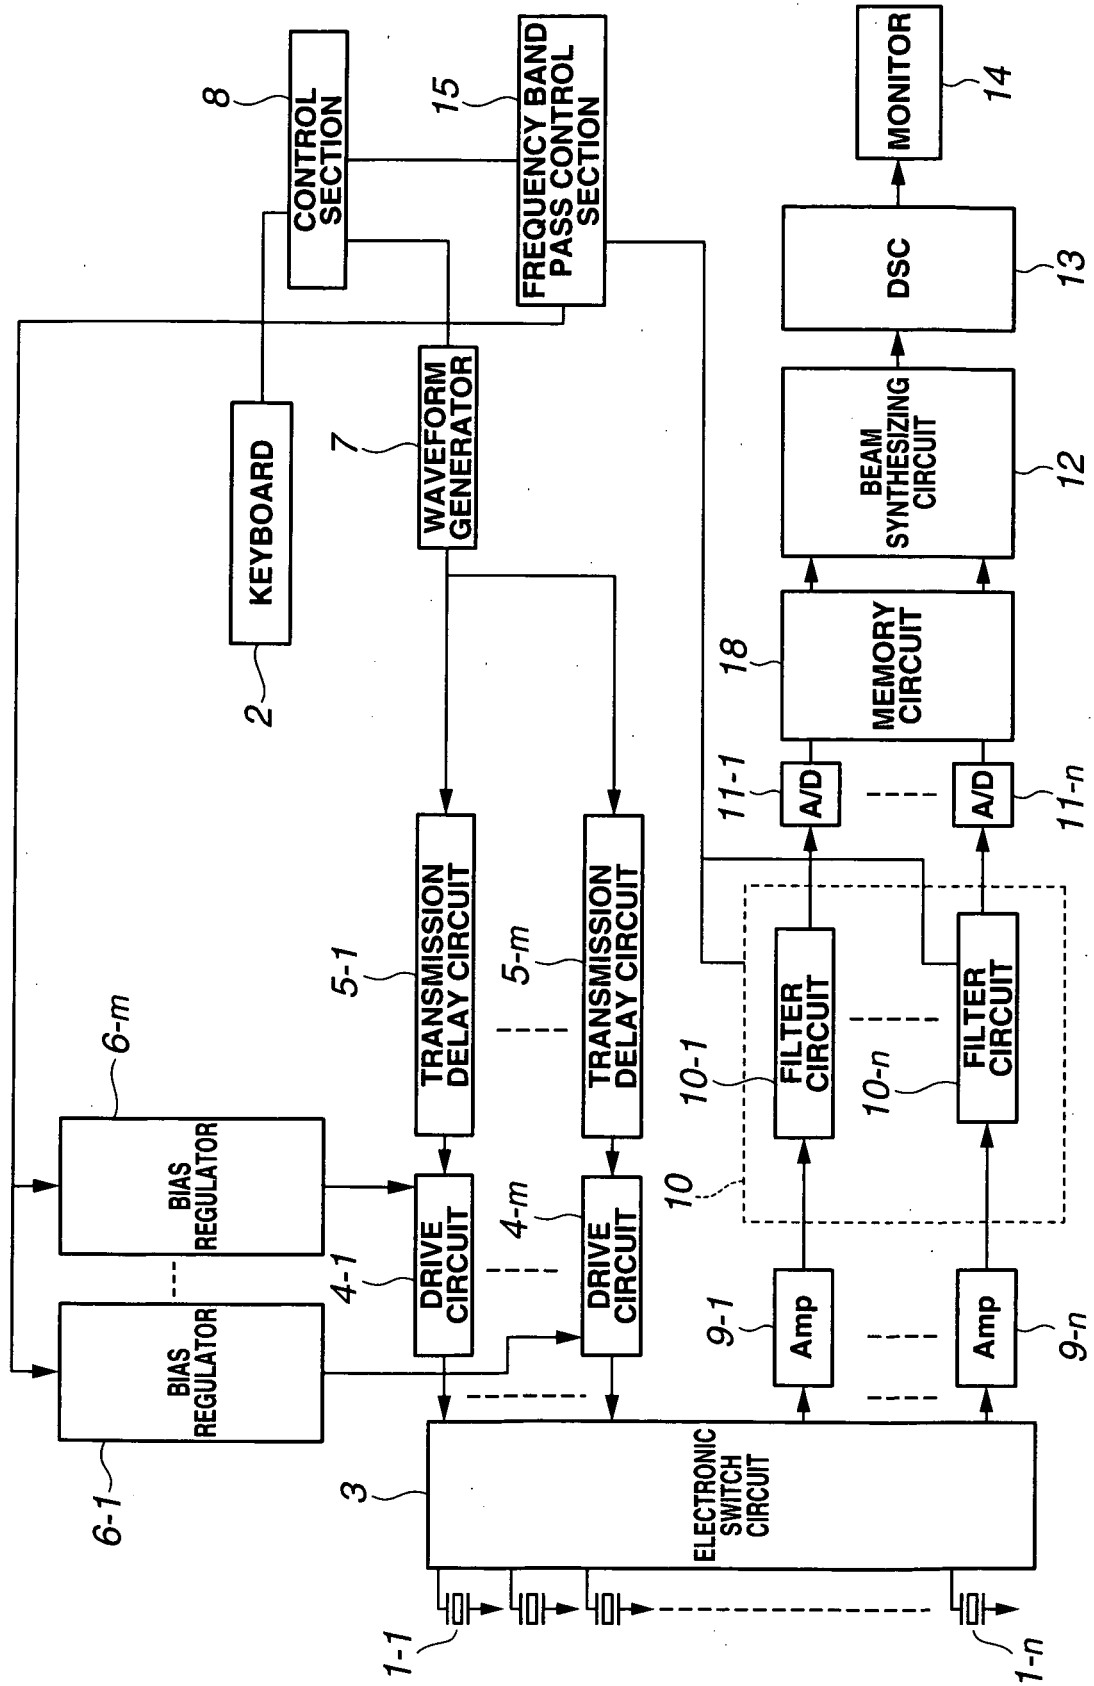 8
CONTROL
SECTION
15
FREQUENCY BAND
PASS CONTROL
SECTION
KEYBOARD
2
7
WAVEFORM
GENERATOR
6-m
BIAS
REGULATOR
6-1
BIAS
REGULATOR
5-1
TRANSMISSION
DELAY CIRCUIT
5-m
TRANSMISSION
DELAY CIRCUIT
4-1
DRIVE
CIRCUIT
4-m
DRIVE
CIRCUIT
3
ELECTRONIC
SWITCH
CIRCUIT
1-1
1-n
9-1
Amp
Amp
9-n
10
10-1
FILTER
CIRCUIT
10-n
FILTER
CIRCUIT
11-1
A/D
A/D
11-n
18
MEMORY
CIRCUIT
BEAM
SYNTHESIZING
CIRCUIT
12
DSC
13
MONITOR
14